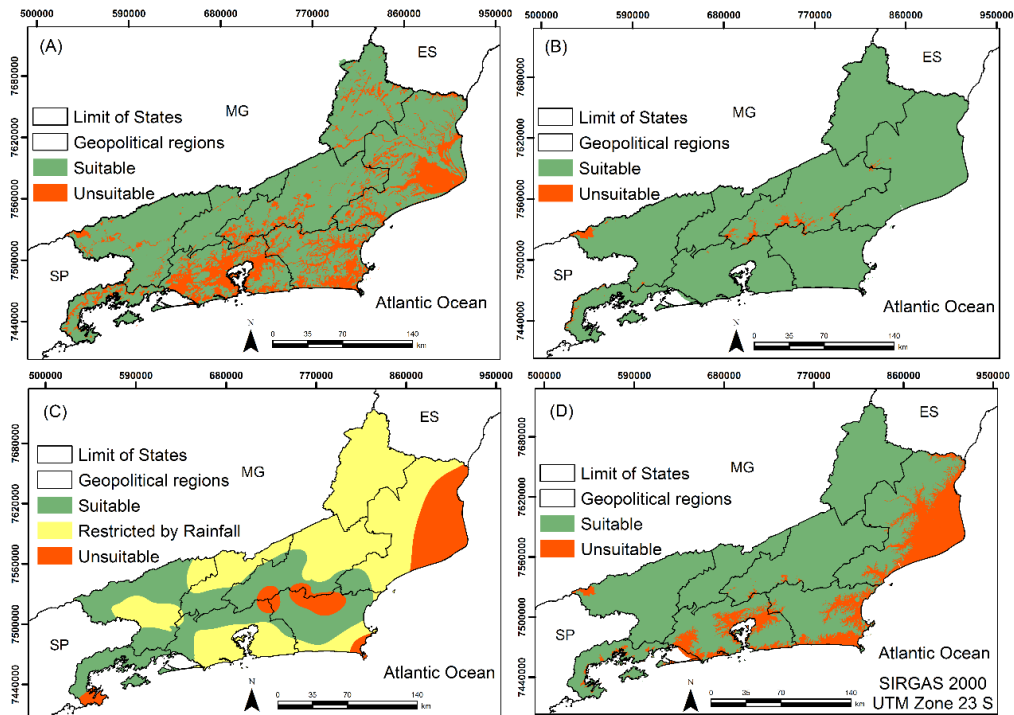 500000 590000 680000 770000 860000 950000
(A)
ES
MG
7680000
7620000
7560000
7500000
7440000
Limit of States
Geopolitical regions
Suitable
Unsuitable
SP
Atlantic Ocean
N
0 35 70 140
km
500000 590000 680000 770000 860000 950000
(B)
ES
MG
7680000
7620000
7560000
7500000
7440000
Limit of States
Geopolitical regions
Suitable
Unsuitable
SP
Atlantic Ocean
N
0 35 70 140
km
500000 590000 680000 770000 860000 950000
(C)
ES
MG
7680000
7620000
7560000
7500000
7440000
Limit of States
Geopolitical regions
Suitable
Restricted by Rainfall
Unsuitable
SP
Atlantic Ocean
N
0 35 70 140
km
500000 590000 680000 770000 860000 950000
(D)
ES
MG
7680000
7620000
7560000
7500000
7440000
Limit of States
Geopolitical regions
Suitable
Unsuitable
SP
Atlantic Ocean
N
0 35 70 140
km
SIRGAS 2000
UTM Zone 23 S